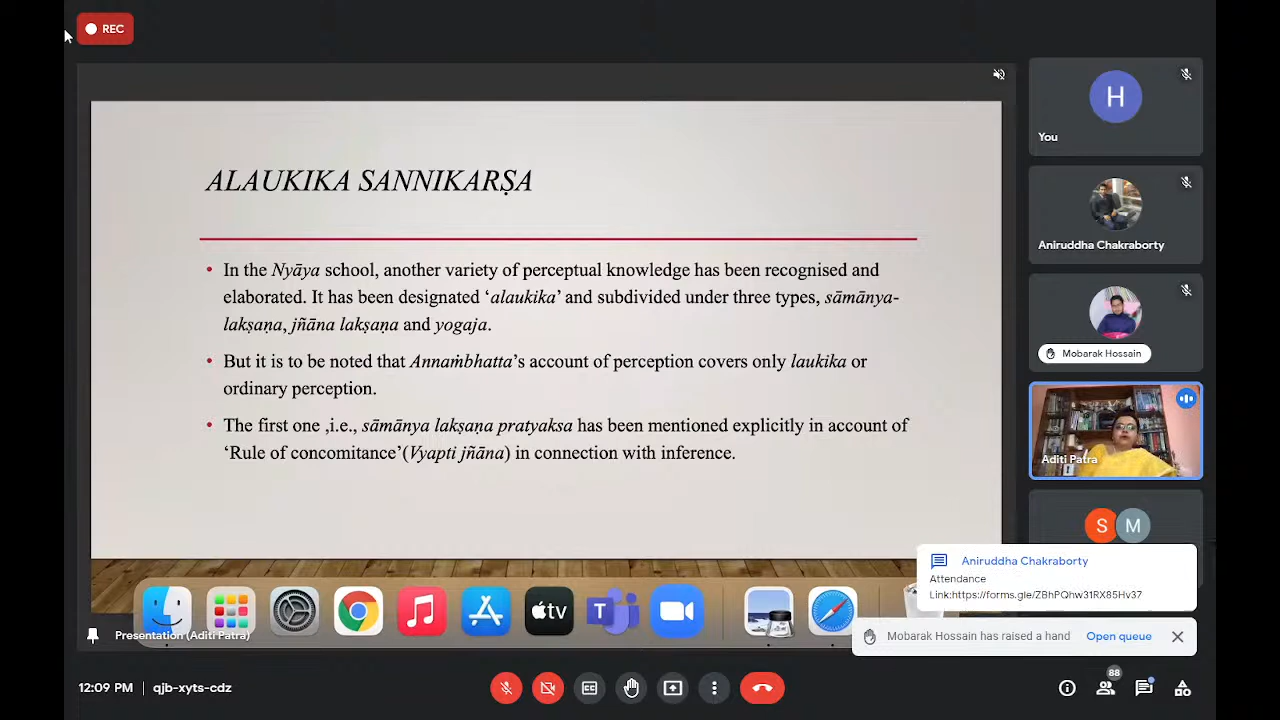 REC
ALAUKIKA SANNIKARṢA
• In the Nyāya school, another variety of perceptual knowledge has been recognised and
elaborated. It has been designated ‘alaukika’ and subdivided under three types, sāmānya-
lakṣaṇa, jñāna lakṣaṇa and yogaja.
• But it is to be noted that Annaṁbhatta’s account of perception covers only laukika or
ordinary perception.
• The first one ,i.e., sāmānya lakṣaṇa pratyaksa has been mentioned explicitly in account of
‘Rule of concomitance’(Vyapti jñāna) in connection with inference.
H
You
Aniruddha Chakraborty
Mobarak Hossain
Aditi Patra
S M
Aniruddha Chakraborty
Attendance
Link:https://forms.gle/ZBhPQhw31RX85Hv37
tv
T
Presentation (Aditi Patra)
Mobarak Hossain has raised a hand Open queue
12:09 PM | qjb-xyts-cdz
CC
88